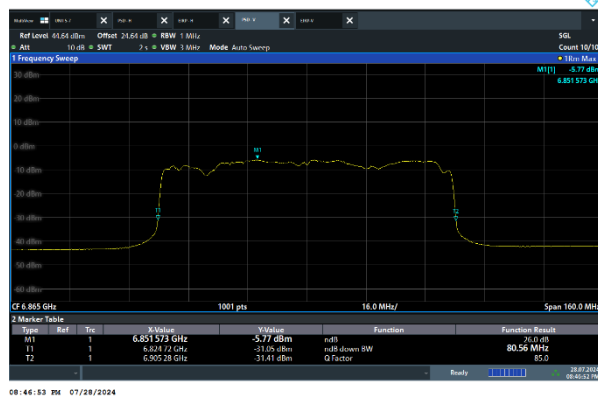 MultiView UNII 5-7 X PSD-H X EIRP-H X PSD-V X EIRP-V X
Ref Level 44.64 dBm Offset 24.64 dB RBW 1 MHz SGL
Att 10 dB SWT 2 s VBW 3 MHz Mode Auto Sweep Count 10/10
1 Frequency Sweep 1Rm Max
M1[1] -5.77 dBm
6.851 573 GHz
30 dBm
20 dBm
10 dBm
0 dBm
M1
-10 dBm
-20 dBm
T1 T2
-30 dBm
-40 dBm
-50 dBm
CF 6.865 GHz 1001 pts 16.0 MHz/ Span 160.0 MHz
2 Marker Table
Type Ref Trc X-Value Y-Value Function Function Result
M1 1 6.851 573 GHz -5.77 dBm ndB 26.0 dB
T1 1 6.824 72 GHz -31.05 dBm ndB down BW 80.56 MHz
T2 1 6.905 28 GHz -31.41 dBm Q Factor 85.0
Ready 28.07.2024
08:46:52 PM
08:46:53 PM 07/28/2024